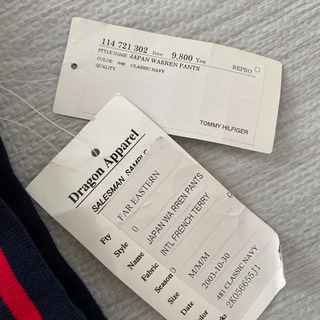 114 721 302 Price 9,800 Yen
STYLE NAME JAPAN WARREN PANTS REPRO
COLOR CLASSIC NAVY
QUALITY
TOMMY HILFIGER
Dragon Apparel
SALESMAN SAMPLE
Fty FAR EASTERN
Style 0
Name JAPAN WARREN PANTS
Fabric INTL FRENCH TERRY
Season 0
Size M/M/M
Date 2003-10-30
Color 481 CLASSIC NAVY